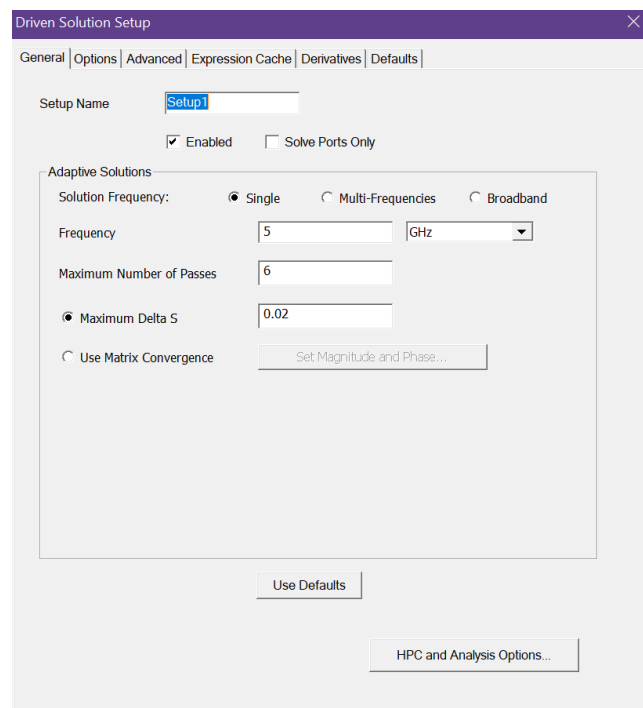 Driven Solution Setup
General Options Advanced Expression Cache Derivatives Defaults
Setup Name Setup1
Enabled Solve Ports Only
Adaptive Solutions
Solution Frequency: Single Multi-Frequencies Broadband
Frequency 5 GHz
Maximum Number of Passes 6
Maximum Delta S 0.02
Use Matrix Convergence Set Magnitude and Phase...
Use Defaults
HPC and Analysis Options...